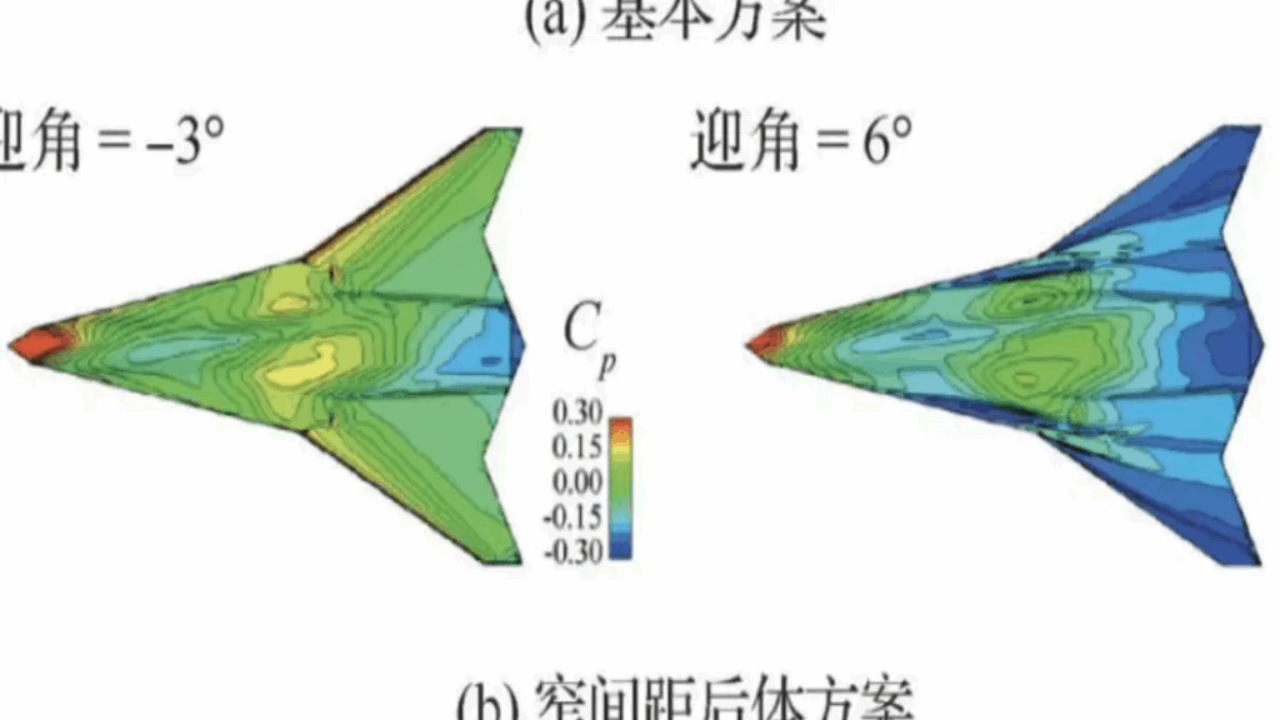 (a) 基本方案
迎角 = –3°
迎角 = 6°
Cp
0.30
0.15
0.00
-0.15
-0.30
(b) 窄间距后体方案